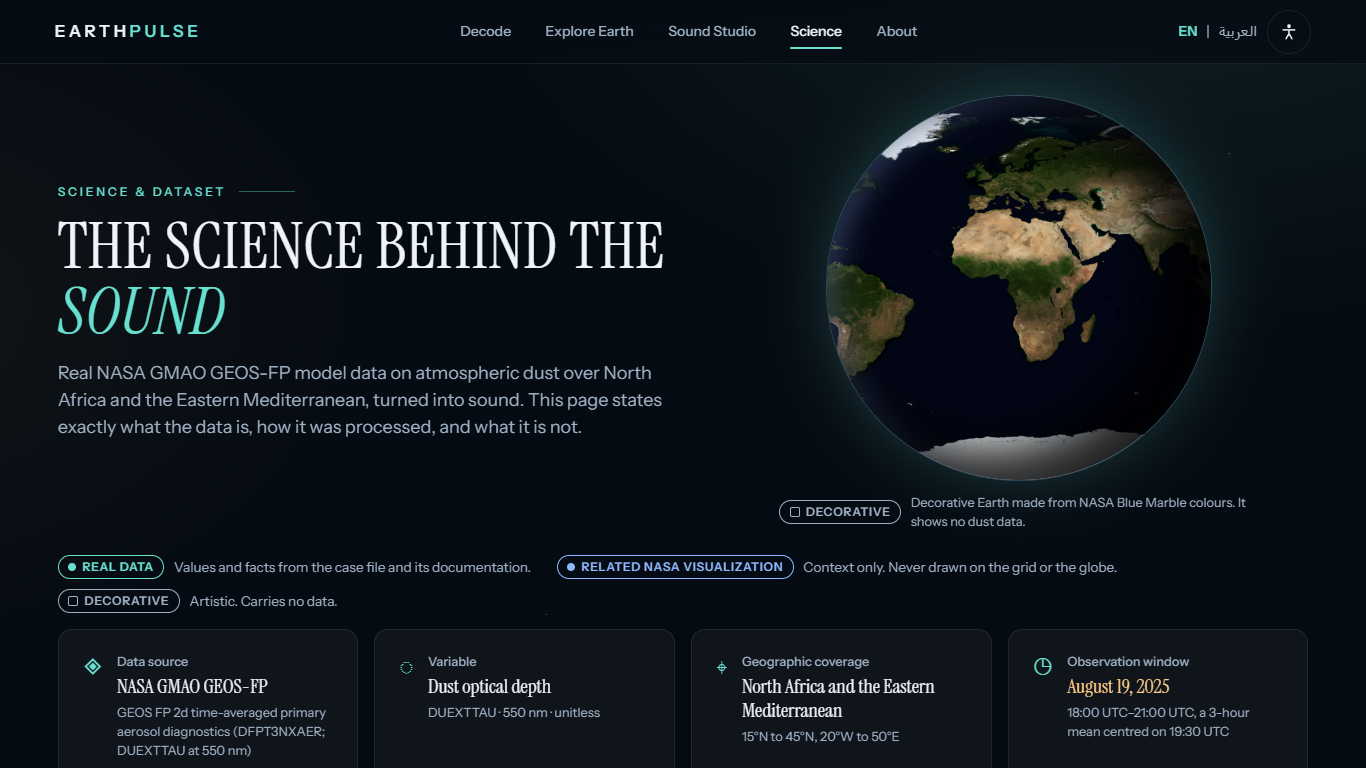 EARTHPULSE
Decode
Explore Earth
Sound Studio
Science
About
EN | العربية
SCIENCE & DATASET
THE SCIENCE BEHIND THE
SOUND
Real NASA GMAO GEOS-FP model data on atmospheric dust over North
Africa and the Eastern Mediterranean, turned into sound. This page states
exactly what the data is, how it was processed, and what it is not.
DECORATIVE
Decorative Earth made from NASA Blue Marble colours. It
shows no dust data.
REAL DATA
Values and facts from the case file and its documentation.
RELATED NASA VISUALIZATION
Context only. Never drawn on the grid or the globe.
DECORATIVE
Artistic. Carries no data.
Data source
NASA GMAO GEOS-FP
GEOS FP 2d time-averaged primary
aerosol diagnostics (DFPT3NXAER;
DUEXTTAU at 550 nm)
Variable
Dust optical depth
DUEXTTAU · 550 nm · unitless
Geographic coverage
North Africa and the Eastern
Mediterranean
15°N to 45°N, 20°W to 50°E
Observation window
August 19, 2025
18:00 UTC–21:00 UTC, a 3-hour
mean centred on 19:30 UTC